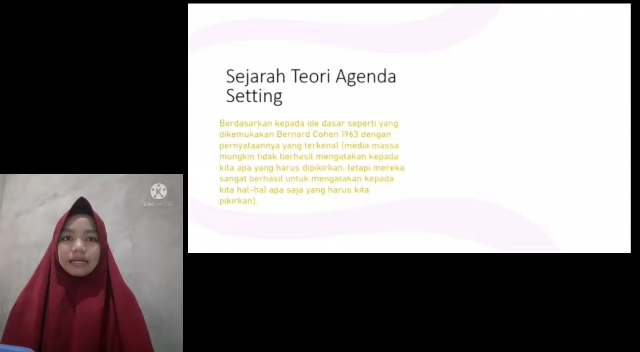 Sejarah Teori Agenda
Setting
Berdasarkan kepada ide dasar seperti yang
dikemukakan Bernard Cohen 1963 dengan
pernyataannya yang terkenal (media massa
mungkin tidak berhasil mengatakan kepada
kita apa yang harus dipikirkan, tetapi mereka
sangat berhasil untuk mengatakan kepada
kita hal-hal apa saja yang harus kita
pikirkan).